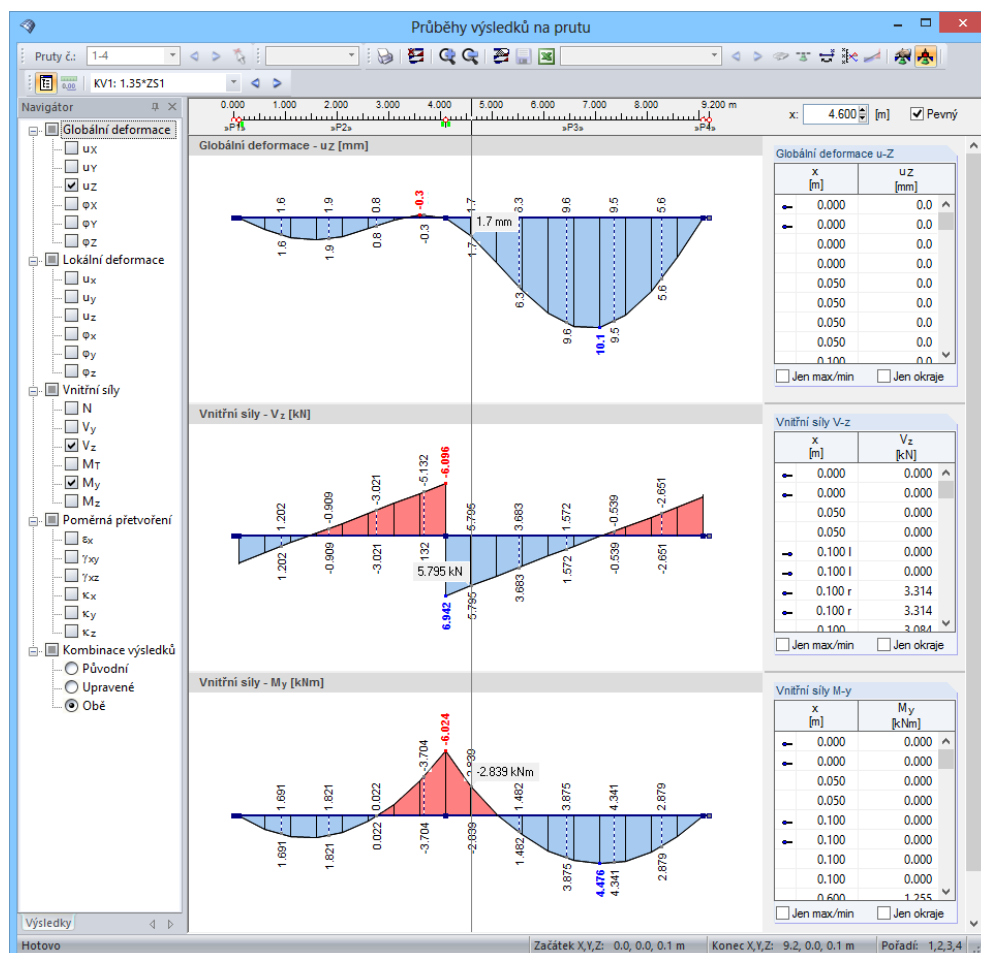 Průběhy výsledků na prutu
Pruty č.: 1-4
KV1: 1.35*ZS1
Navigátor
Globální deformace
uX
uY
uZ
φX
φY
φZ
Lokální deformace
ux
uy
uz
φx
φy
φz
Vnitřní síly
N
Vy
Vz
MT
My
Mz
Poměrná přetvoření
εx
γxy
γxz
κx
κy
κz
Kombinace výsledků
Původní
Upravené
Obě
Výsledky
0.000 1.000 2.000 3.000 4.000 5.000 6.000 7.000 8.000 9.200 m
»P1» »P2» »P3» »P4»
x: 4.600 [m] Pevný
Globální deformace - uZ [mm]
1.6 1.9 0.8 -0.3 1.7 6.3 9.6 9.5 5.6
1.7 mm
1.6 1.9 0.8 -0.3 1.7 6.3 9.6 10.1 9.5 5.6
Globální deformace u-Z
x uZ
[m] [mm]
0.000 0.0
0.000 0.0
0.000 0.0
0.000 0.0
0.050 0.0
0.050 0.0
0.050 0.0
0.050 0.0
0.100 0.0
Jen max/min Jen okraje
Vnitřní síly - Vz [kN]
1.202 -0.909 -3.021 -5.132 -6.096 5.795 3.683 1.572 -0.539 -2.651
5.795 kN
1.202 -0.909 -3.021 132 6.942 5.795 3.683 1.572 -0.539 -2.651
Vnitřní síly V-z
x Vz
[m] [kN]
0.000 0.000
0.000 0.000
0.050 0.000
0.050 0.000
0.100 l 0.000
0.100 l 0.000
0.100 r 3.314
0.100 r 3.314
0.100 3.084
Jen max/min Jen okraje
Vnitřní síly - My [kNm]
1.691 1.821 0.022 -3.704 -6.024 2.839 1.482 3.875 4.341 2.879
-2.839 kNm
1.691 1.821 0.022 -3.704 -2.839 1.482 3.875 4.476 4.341 2.879
Vnitřní síly M-y
x My
[m] [kNm]
0.000 0.000
0.000 0.000
0.050 0.000
0.050 0.000
0.100 0.000
0.100 0.000
0.100 0.000
0.100 0.000
0.600 1.255
Jen max/min Jen okraje
Hotovo
Začátek X,Y,Z: 0.0, 0.0, 0.1 m
Konec X,Y,Z: 9.2, 0.0, 0.1 m
Pořadí: 1,2,3,4